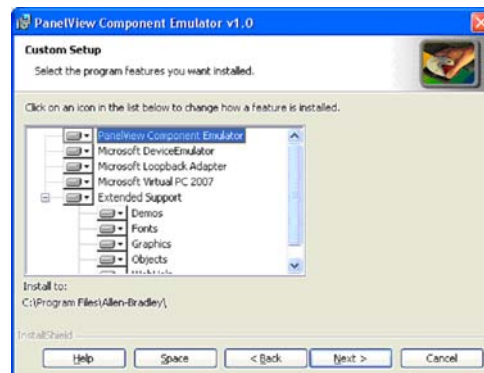 PanelView Component Emulator v1.0
Custom Setup
Select the program features you want installed.
Click on an icon in the list below to change how a feature is installed.
PanelView Component Emulator
Microsoft DeviceEmulator
Microsoft Loopback Adapter
Microsoft Virtual PC 2007
Extended Support
Demos
Fonts
Graphics
Objects
Install to:
C:\Program Files\Allen-Bradley\
InstallShield
Help Space < Back Next > Cancel